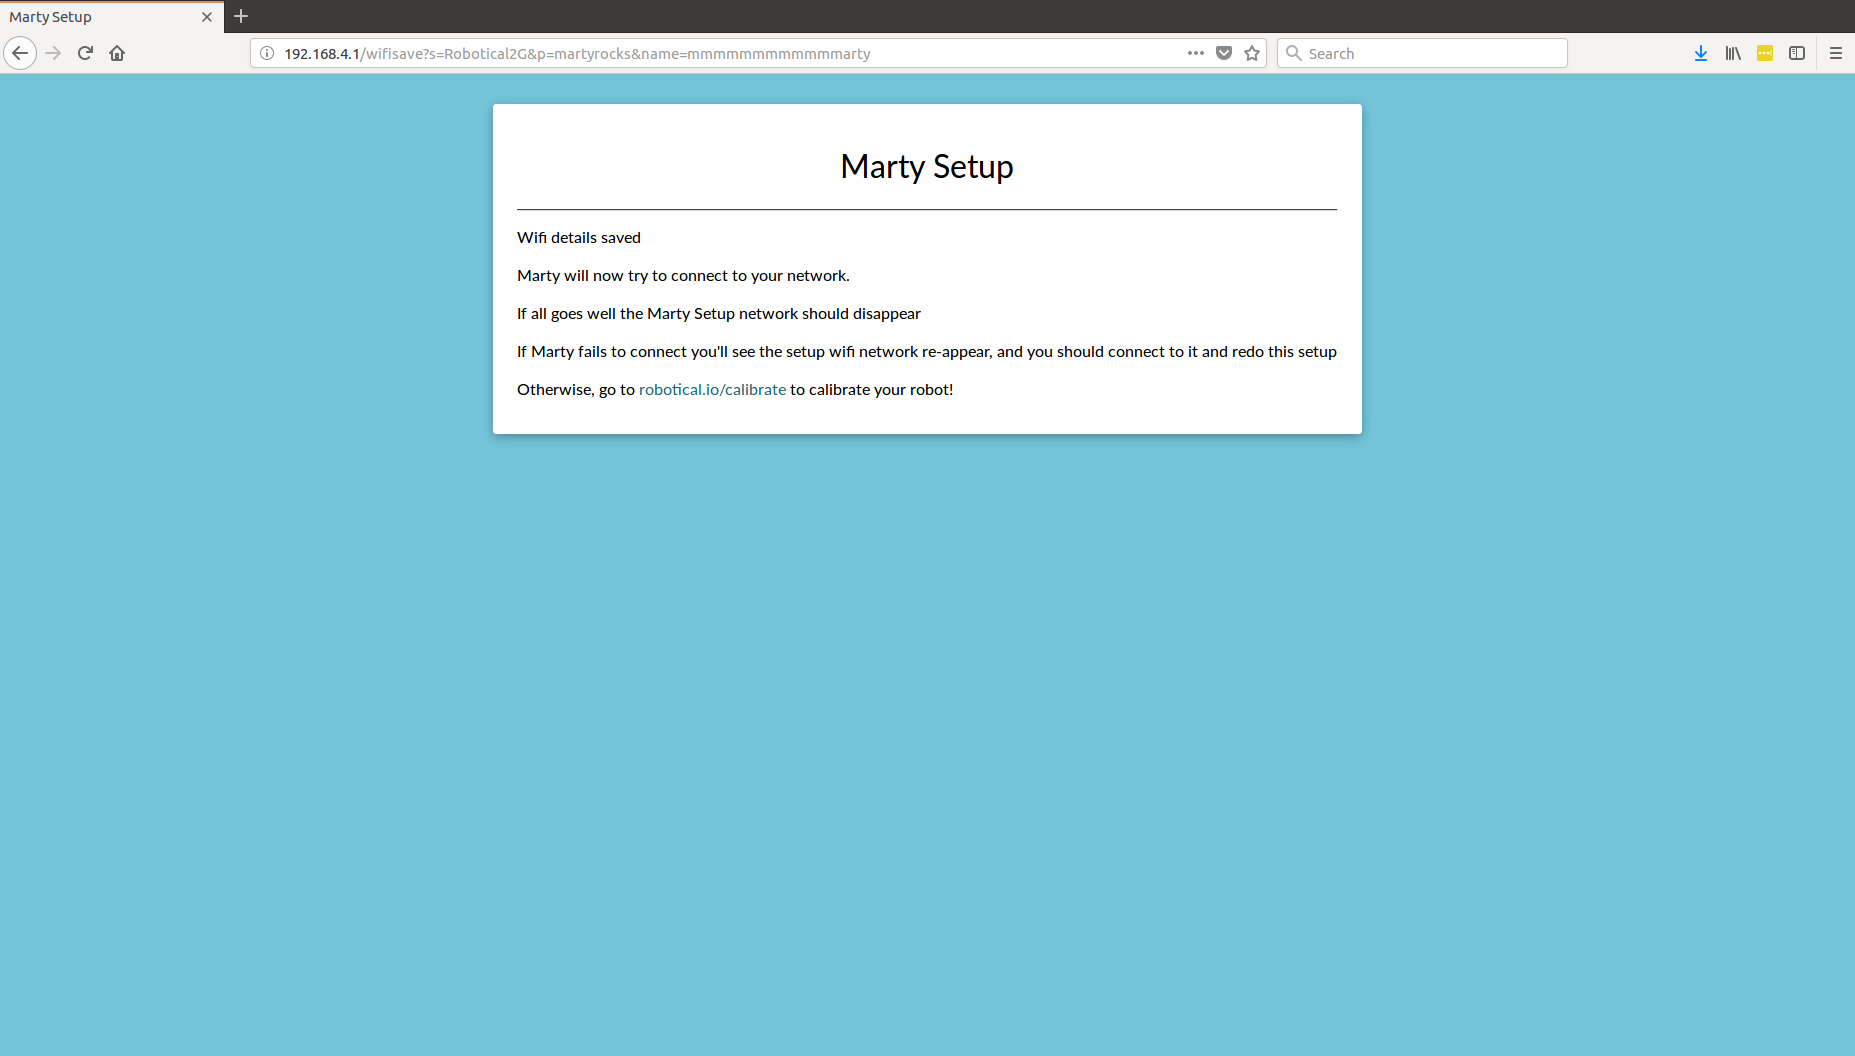 Marty Setup
192.168.4.1/wifisave?s=Robotical2G&p=martyrocks&name=mmmmmmmmmmmmarty
Search
Marty Setup
Wifi details saved
Marty will now try to connect to your network.
If all goes well the Marty Setup network should disappear
If Marty fails to connect you'll see the setup wifi network re-appear, and you should connect to it and redo this setup
Otherwise, go to robotical.io/calibrate to calibrate your robot!